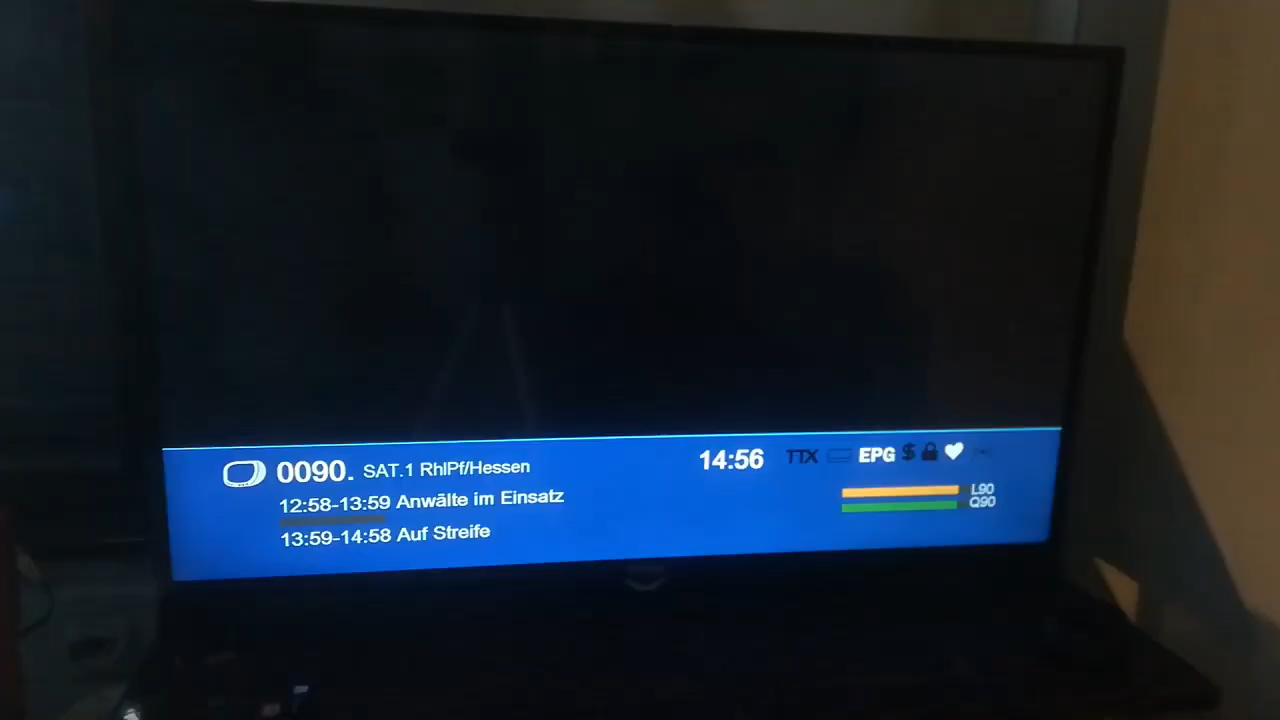 0090. SAT.1 RhlPf/Hessen
14:56 TTX EPG $
12:58-13:59 Anwälte im Einsatz
L90
Q90
13:59-14:58 Auf Streife